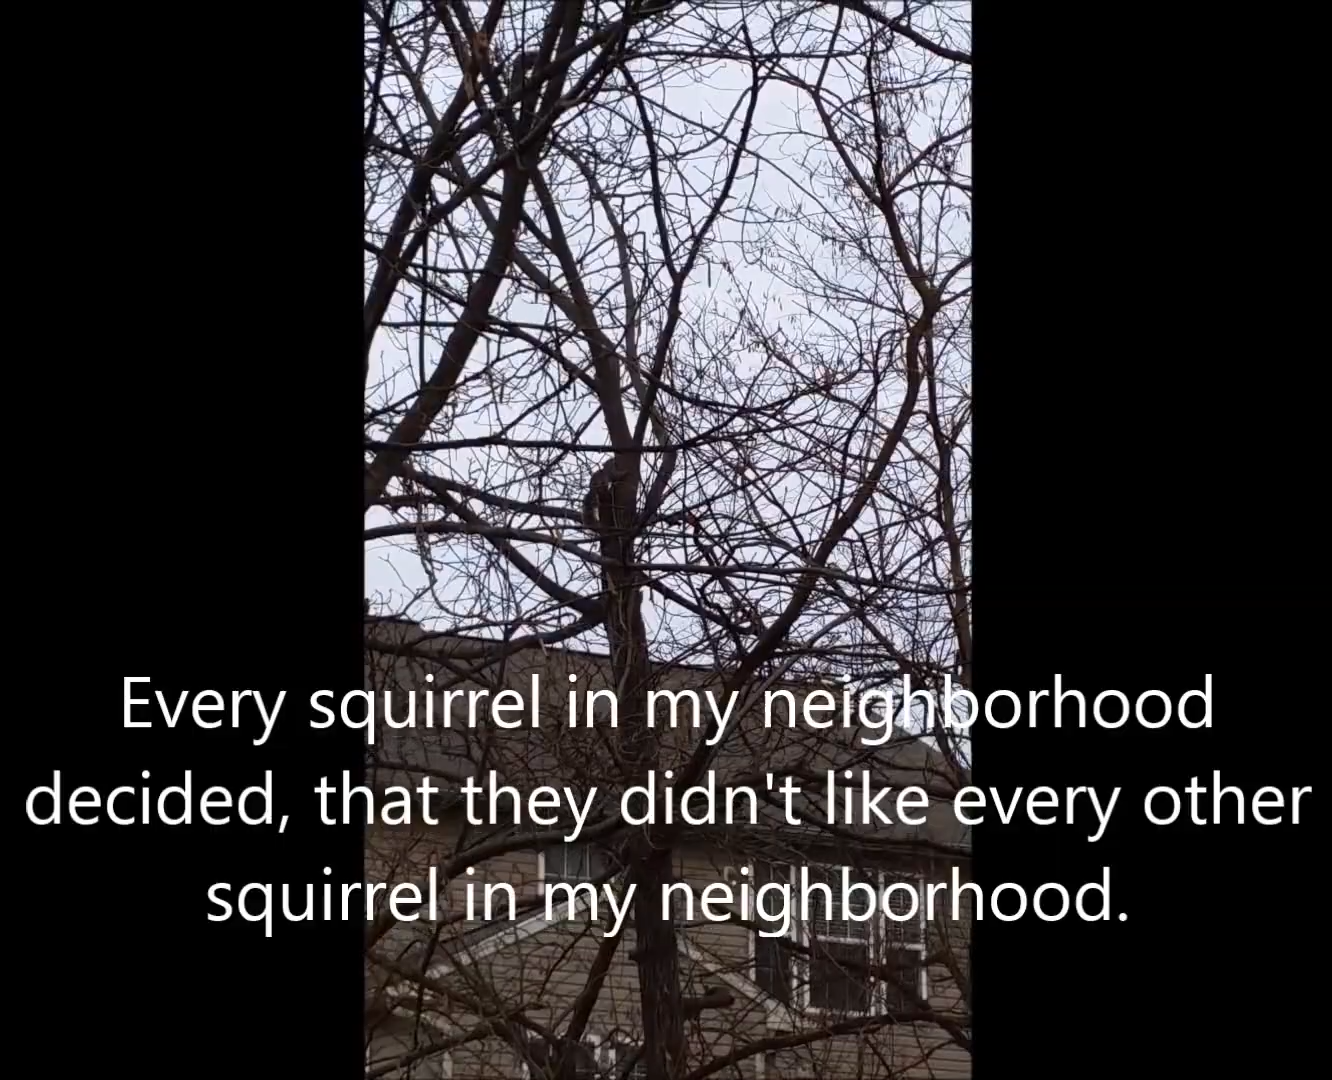 Every squirrel in my neighborhood
decided, that they didn't like every other
squirrel in my neighborhood.